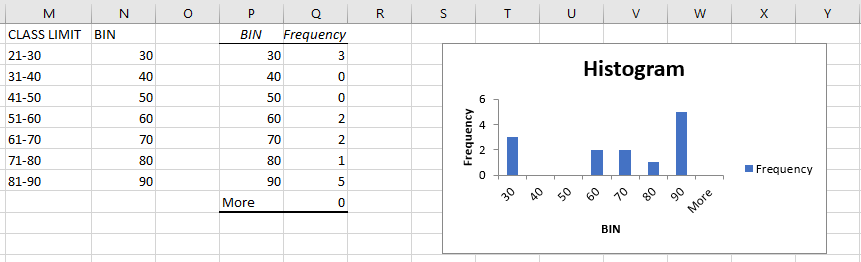 M N O P Q R S T U V W X Y
CLASS LIMIT BIN BIN Frequency
21-30 30 30 3
31-40 40 40 0
41-50 50 50 0
51-60 60 60 2
61-70 70 70 2
71-80 80 80 1
81-90 90 90 5
More 0
Histogram
Frequency
6
4
2
0
30 40 50 60 70 80 90 More
BIN
Frequency